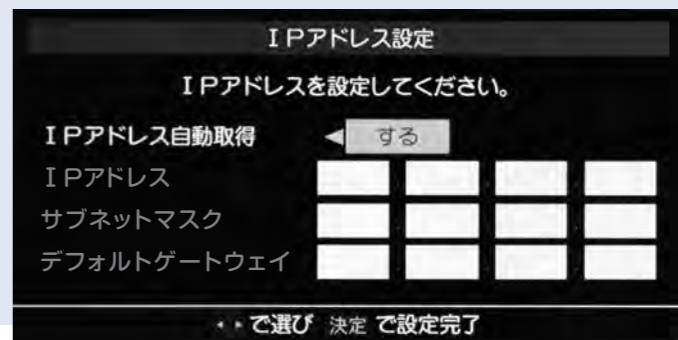 ＩＰアドレス設定
ＩＰアドレスを設定してください。
ＩＰアドレス自動取得 ◀ する
ＩＰアドレス
サブネットマスク
デフォルトゲートウェイ
◂ ▸ で選び 決定 で設定完了